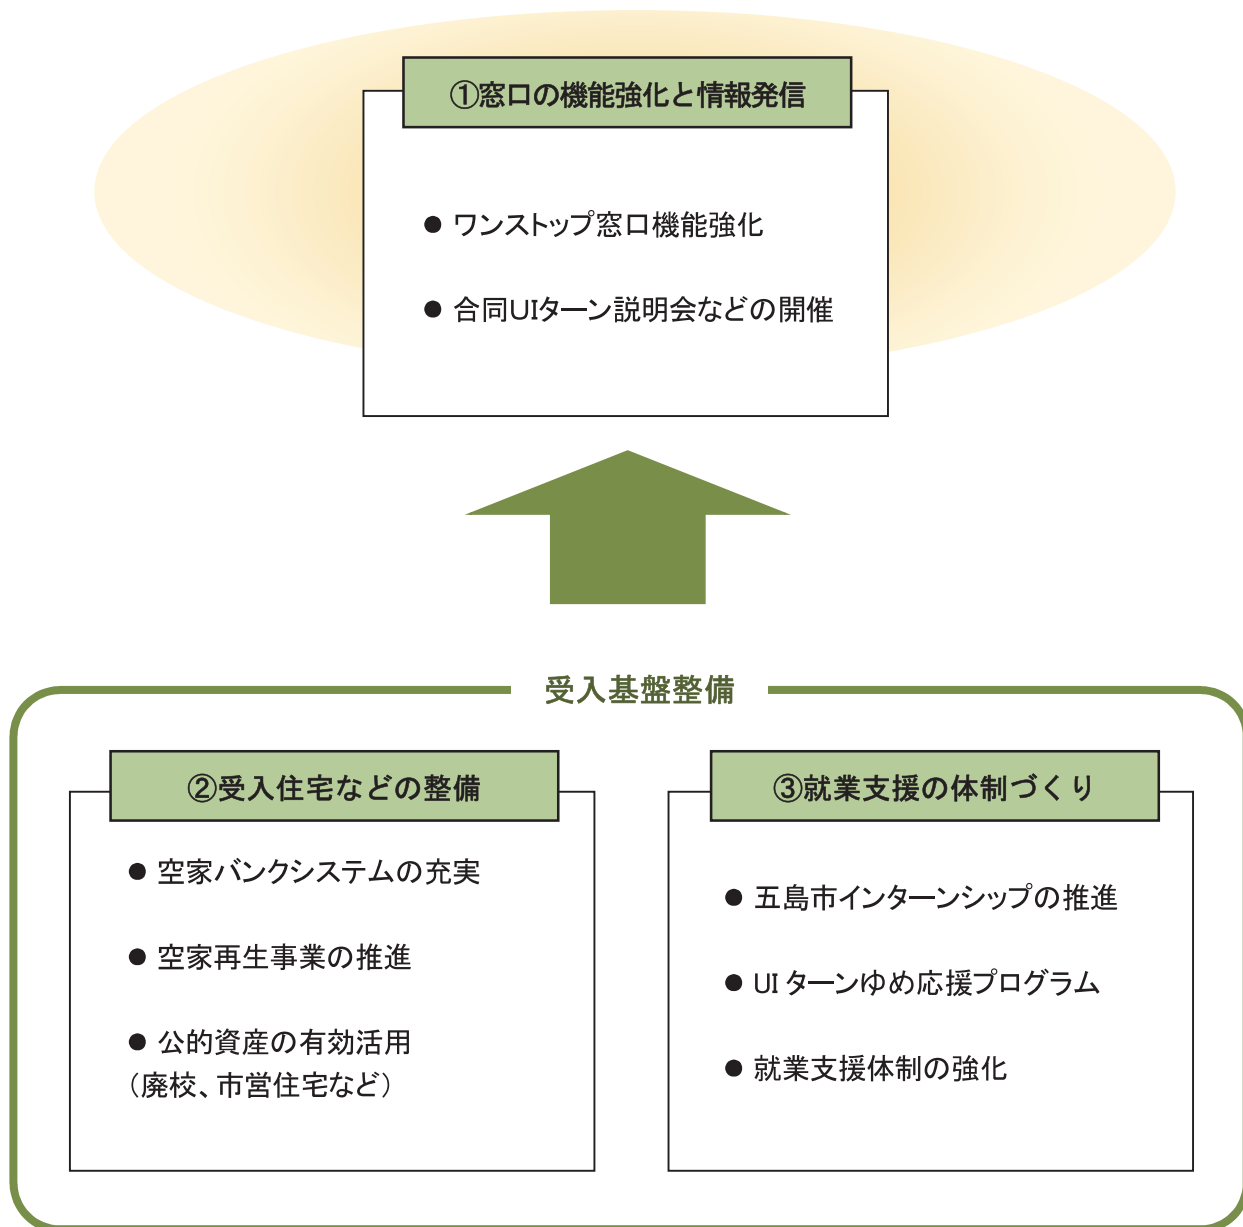 ①窓口の機能強化と情報発信
● ワンストップ窓口機能強化
● 合同UIターン説明会などの開催
受入基盤整備
②受入住宅などの整備
● 空家バンクシステムの充実
● 空家再生事業の推進
● 公的資産の有効活用
（廃校、市営住宅など）
③就業支援の体制づくり
● 五島市インターンシップの推進
● UI ターンゆめ応援プログラム
● 就業支援体制の強化